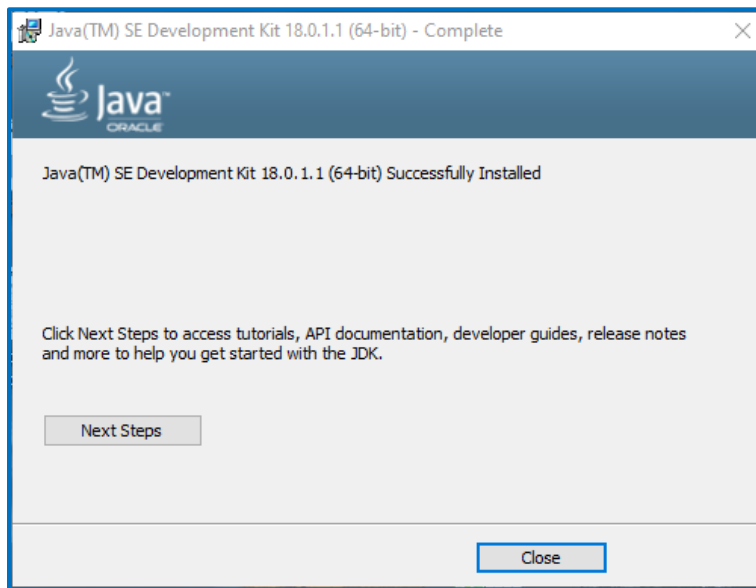 Java(TM) SE Development Kit 18.0.1.1 (64-bit) - Complete
Java™
ORACLE
Java(TM) SE Development Kit 18.0.1.1 (64-bit) Successfully Installed
Click Next Steps to access tutorials, API documentation, developer guides, release notes
and more to help you get started with the JDK.
Next Steps
Close